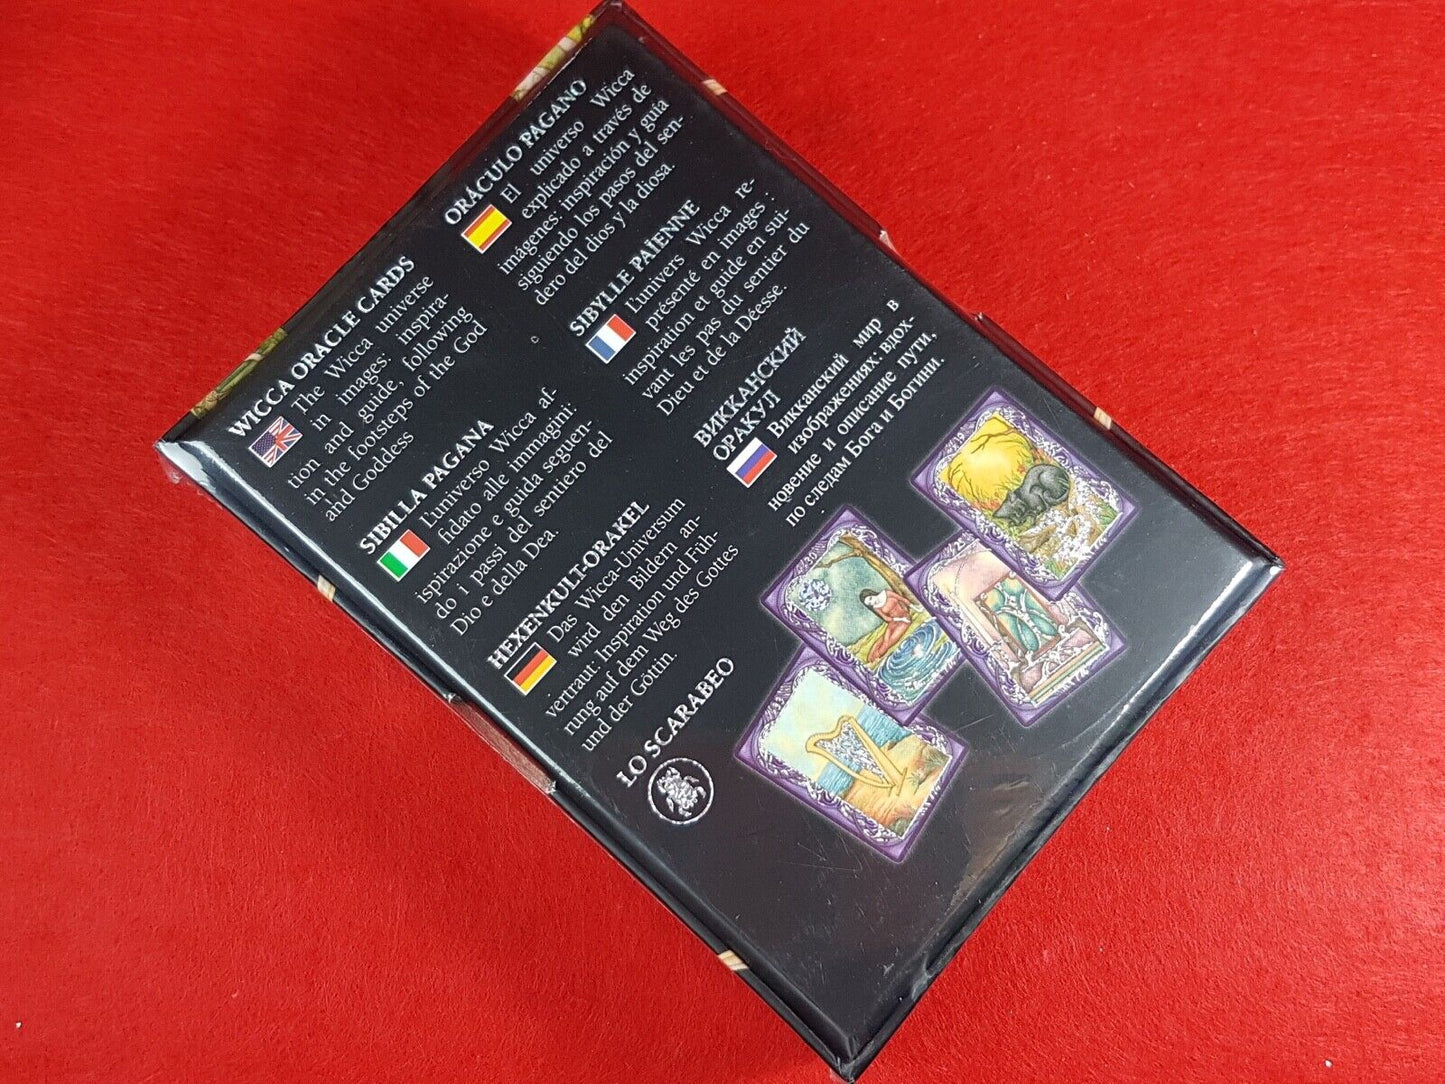 WICCA ORACLE CARDS
The Wicca universe
in images: inspira-
tion and guide, following
in the footsteps of the God
and Goddess
SIBILLA PAGANA
L'universo Wicca af-
fidato alle immagini:
ispirazione e guida seguen-
do i passi del sentiero del
Dio e della Dea.
HEXENKULT-ORAKEL
Das Wicca-Universum
wird den Bildern an-
vertraut: Inspiration und Füh-
rung auf dem Weg des Gottes
und der Göttin.
LO SCARABEO
ORÁCULO PAGANO
El universo Wicca
explicado a través de
imágenes: inspiración y guía
siguiendo los pasos del sen-
dero del dios y la diosa.
SIBYLLE PAÏENNE
L'univers Wicca re-
présenté en images :
inspiration et guide en sui-
vant les pas du sentier du
Dieu et de la Déesse.
ВИККАНСКИЙ
ОРАКУЛ
Викканский мир в
изображениях: вдох-
новение и описание пути,
по следам Бога и Богини.
19
30
25
33